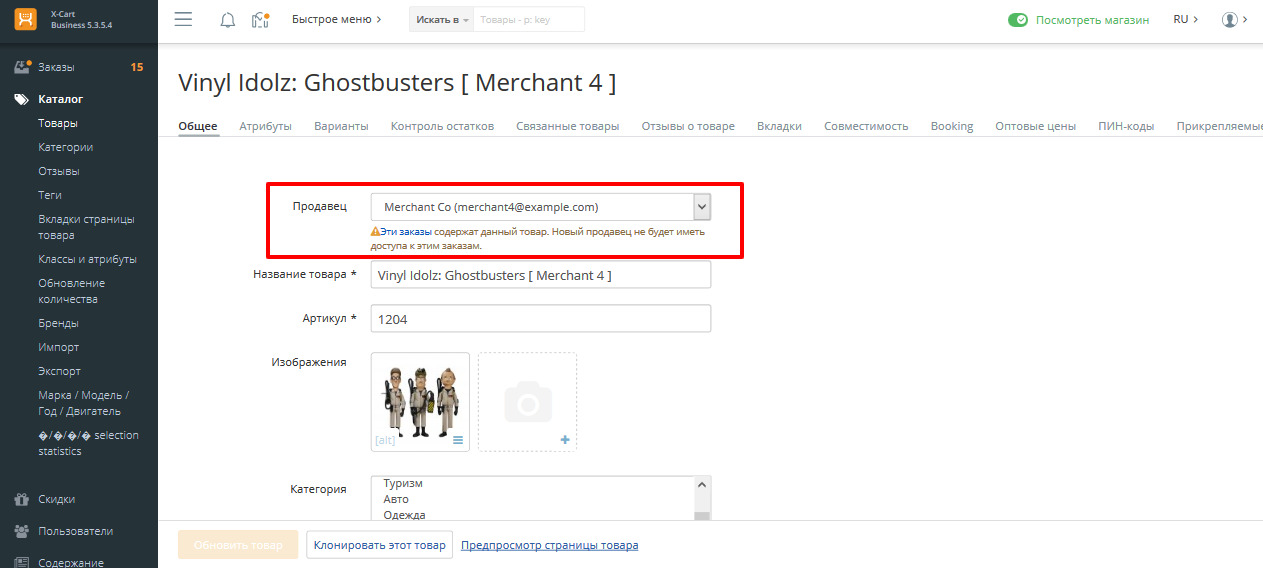 X-Cart
Business 5.3.5.4
Быстрое меню
Искать в
Товары - p: key
Посмотреть магазин
RU
Заказы
15
Каталог
Товары
Категории
Отзывы
Теги
Вкладки страницы
товара
Классы и атрибуты
Обновление
количества
Бренды
Импорт
Экспорт
Марка / Модель /
Год / Двигатель
�/�/�/� selection
statistics
Скидки
Пользователи
Содержание
Vinyl Idolz: Ghostbusters [ Merchant 4 ]
Общее
Атрибуты
Варианты
Контроль остатков
Связанные товары
Отзывы о товаре
Вкладки
Совместимость
Booking
Оптовые цены
ПИН-коды
Прикрепляемые
Продавец
Merchant Co (merchant4@example.com)
Эти заказы содержат данный товар. Новый продавец не будет иметь
доступа к этим заказам.
Название товара *
Vinyl Idolz: Ghostbusters [ Merchant 4 ]
Артикул *
1204
Изображения
[alt]
Категория
Туризм
Авто
Одежда
Обновить товар
Клонировать этот товар
Предпросмотр страницы товара